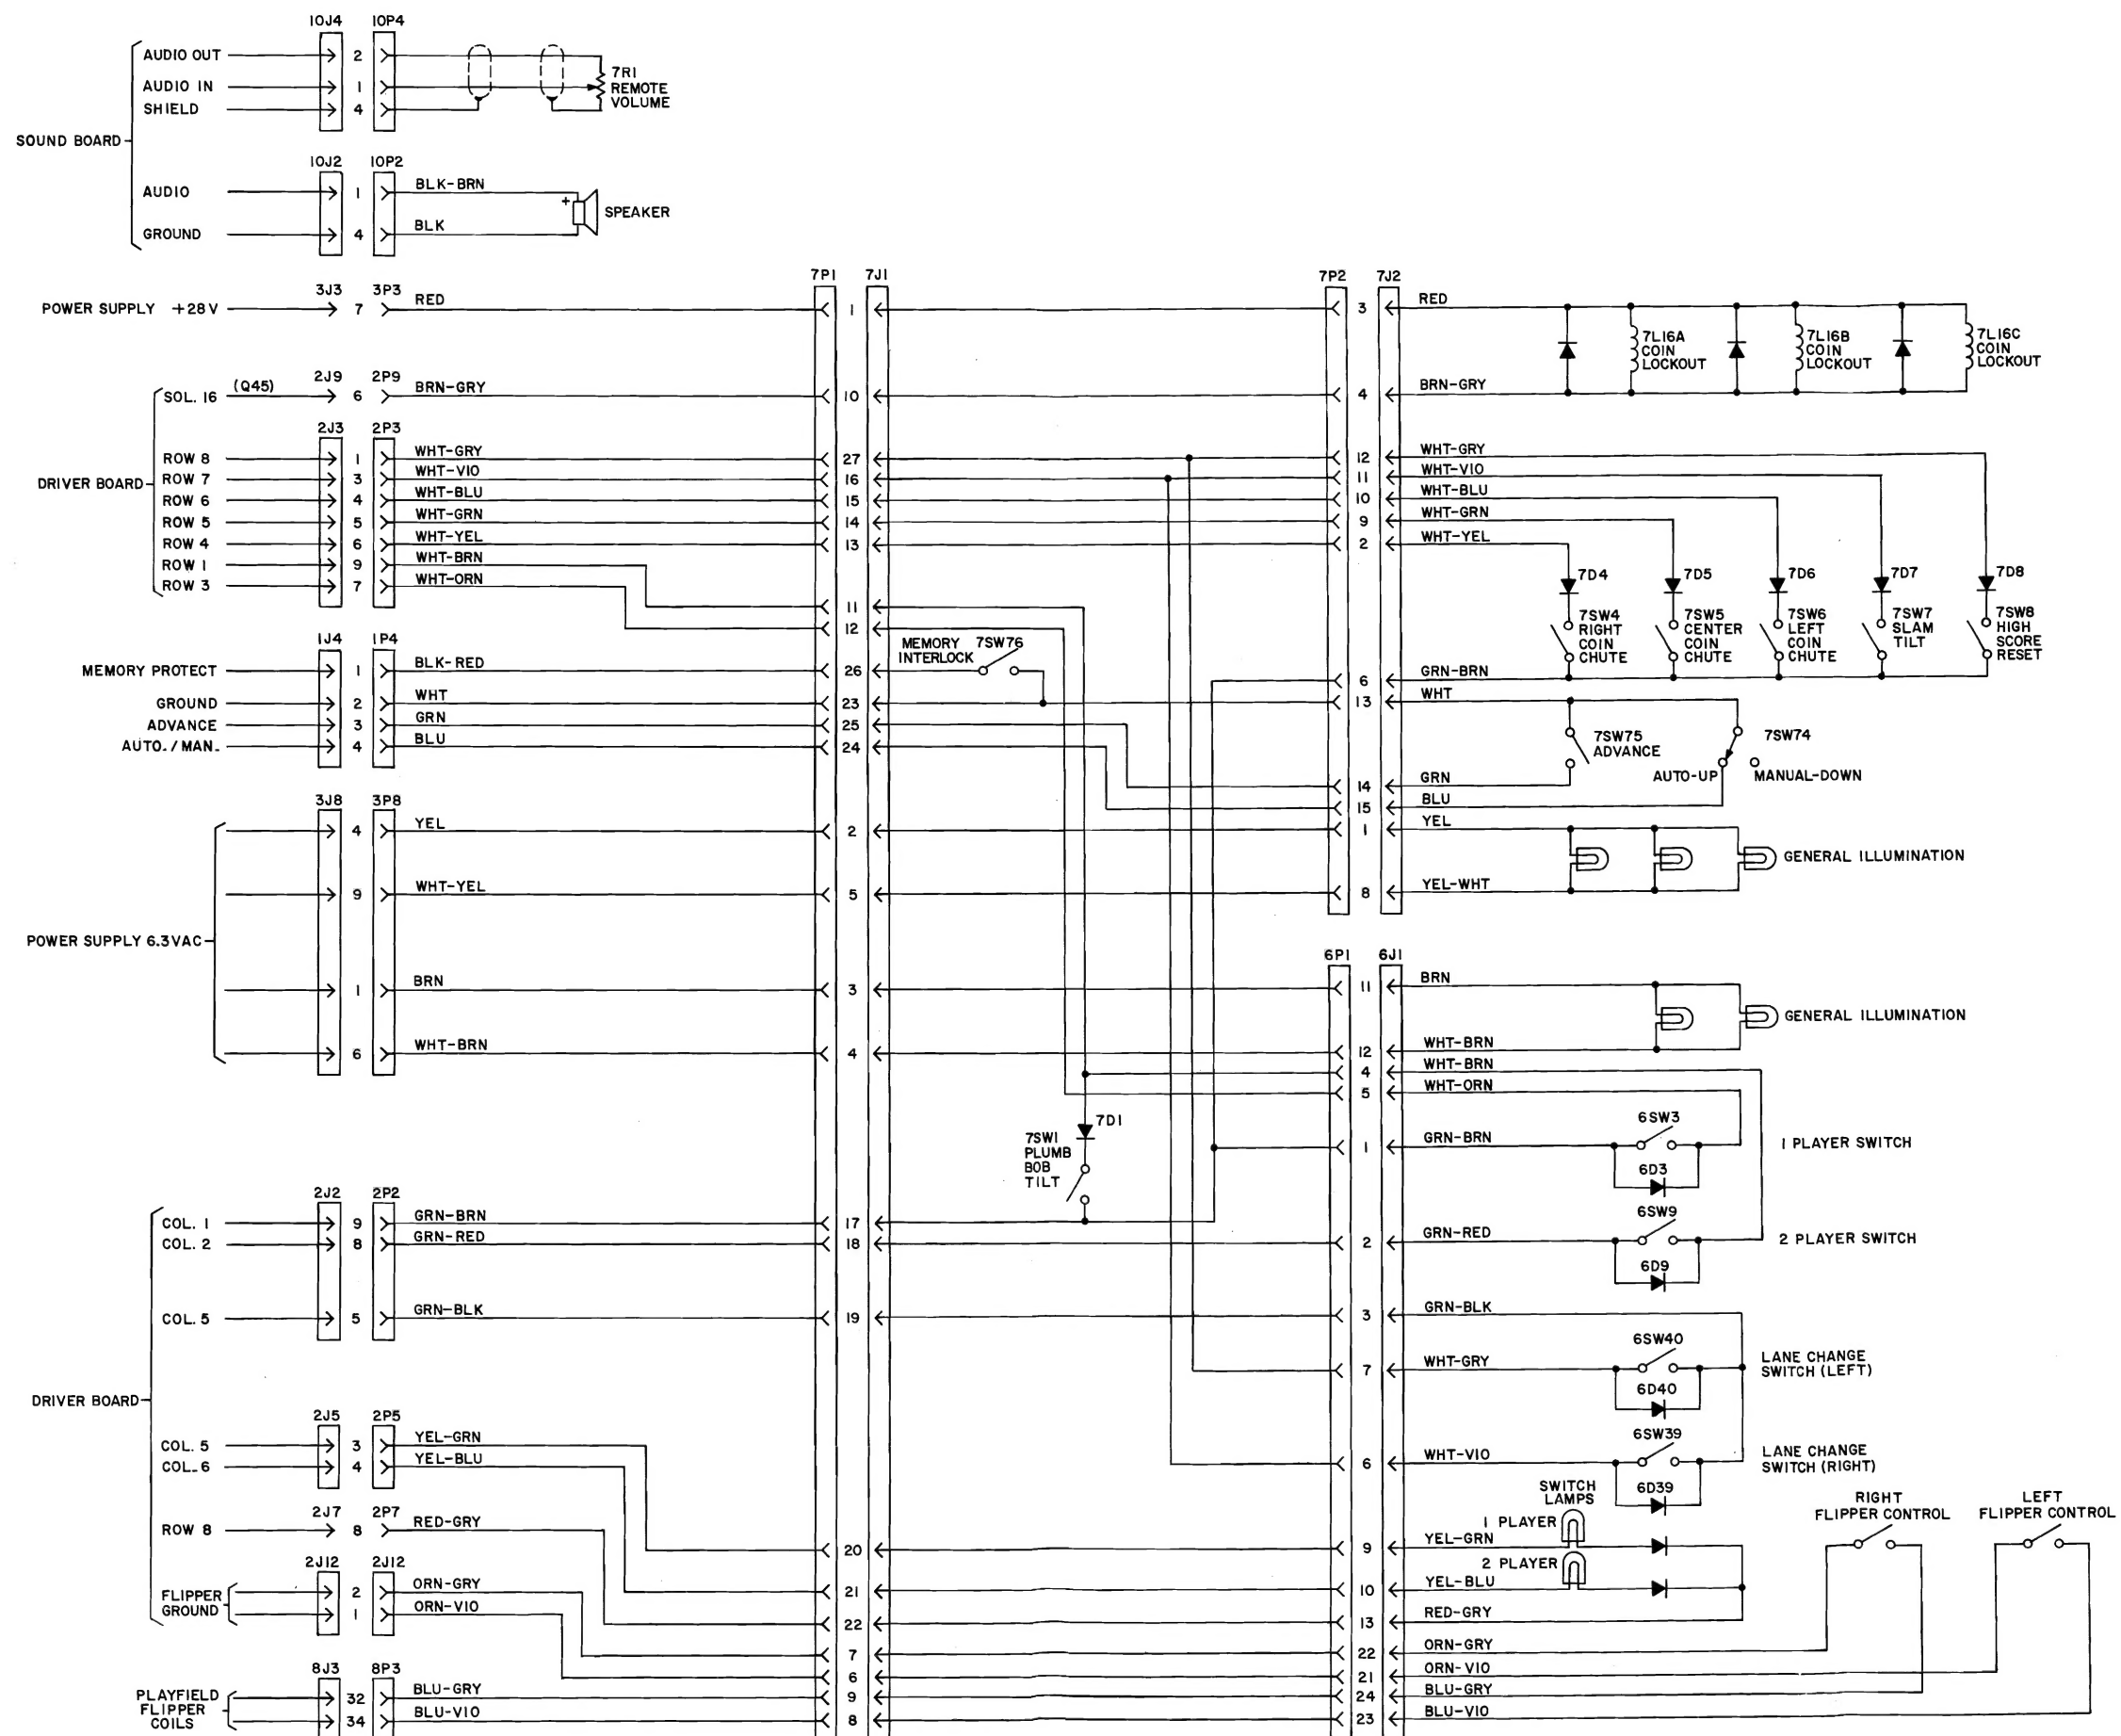 10J4 10P4
AUDIO OUT 2
AUDIO IN 1
SHIELD 4
7R1
REMOTE
VOLUME
SOUND BOARD
10J2 10P2
AUDIO 1 BLK-BRN
+ SPEAKER
GROUND 4 BLK
7P1 7J1 7P2 7J2
3J3 3P3
POWER SUPPLY +28V 7 RED 1 3 RED
7L16A
COIN
LOCKOUT
7L16B
COIN
LOCKOUT
7L16C
COIN
LOCKOUT
2J9 2P9
SOL. 16 (Q45) 6 BRN-GRY 10 4 BRN-GRY
2J3 2P3
DRIVER BOARD
ROW 8 1 WHT-GRY 27 12 WHT-GRY
ROW 7 3 WHT-VIO 16 11 WHT-VIO
ROW 6 4 WHT-BLU 15 10 WHT-BLU
ROW 5 5 WHT-GRN 14 9 WHT-GRN
ROW 4 6 WHT-YEL 13 2 WHT-YEL
ROW 1 9 WHT-BRN
ROW 3 7 WHT-ORN
11
12
7D4 7D5 7D6 7D7 7D8
7SW4
RIGHT
COIN
CHUTE
7SW5
CENTER
COIN
CHUTE
7SW6
LEFT
COIN
CHUTE
7SW7
SLAM
TILT
7SW8
HIGH
SCORE
RESET
1J4 1P4
MEMORY 7SW76
INTERLOCK
MEMORY PROTECT 1 BLK-RED 26
6 GRN-BRN
GROUND 2 WHT 23 13 WHT
ADVANCE 3 GRN 25
AUTO./MAN. 4 BLU 24
7SW75
ADVANCE
7SW74
AUTO-UP MANUAL-DOWN
14 GRN
15 BLU
3J8 3P8
4 YEL 2 1 YEL
GENERAL ILLUMINATION
9 WHT-YEL 5 8 YEL-WHT
POWER SUPPLY 6.3VAC
6P1 6J1
1 BRN 3 11 BRN
GENERAL ILLUMINATION
6 WHT-BRN 4 12 WHT-BRN
4 WHT-BRN
5 WHT-ORN
7D1
7SW1
PLUMB
BOB
TILT
6SW3
1 GRN-BRN 1 PLAYER SWITCH
6D3
2J2 2P2
COL. 1 9 GRN-BRN 17
COL. 2 8 GRN-RED 18 2 GRN-RED
6SW9
2 PLAYER SWITCH
6D9
COL. 5 5 GRN-BLK 19 3 GRN-BLK
6SW40
7 WHT-GRY
LANE CHANGE
SWITCH (LEFT)
6D40
DRIVER BOARD
2J5 2P5
COL. 5 3 YEL-GRN
COL. 6 4 YEL-BLU
6SW39
6 WHT-VIO
LANE CHANGE
SWITCH (RIGHT)
6D39
SWITCH
LAMPS
2J7 2P7
ROW 8 8 RED-GRY
1 PLAYER
20 9 YEL-GRN
2 PLAYER
21 10 YEL-BLU
22 13 RED-GRY
RIGHT
FLIPPER CONTROL
LEFT
FLIPPER CONTROL
2J12 2J12
FLIPPER
GROUND
2 ORN-GRY
1 ORN-VIO
7 22 ORN-GRY
6 21 ORN-VIO
8J3 8P3
PLAYFIELD
FLIPPER
COILS
32 BLU-GRY 9 24 BLU-GRY
34 BLU-VIO 8 23 BLU-VIO